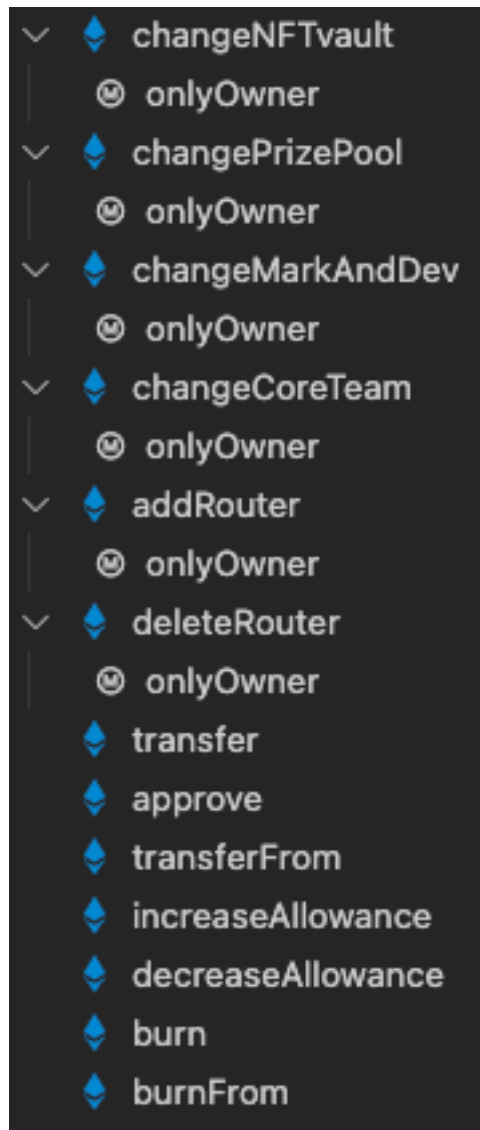 changeNFTvault
onlyOwner
changePrizePool
onlyOwner
changeMarkAndDev
onlyOwner
changeCoreTeam
onlyOwner
addRouter
onlyOwner
deleteRouter
onlyOwner
transfer
approve
transferFrom
increaseAllowance
decreaseAllowance
burn
burnFrom